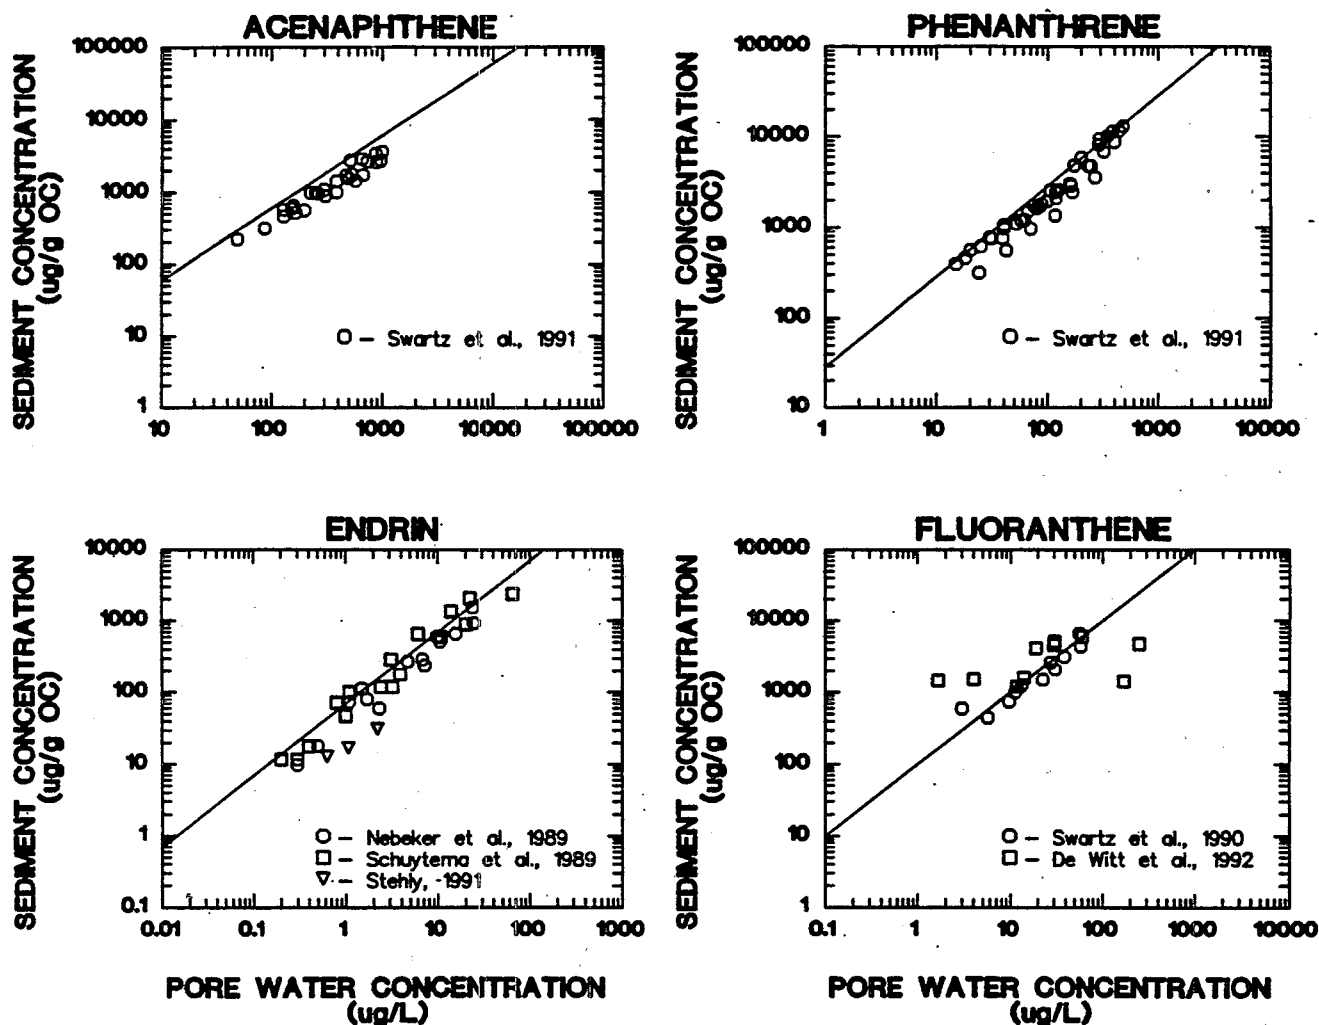 ACENAPHTHENE
SEDIMENT CONCENTRATION
(ug/g OC)
100000
10000
1000
100
10
1
10 100 1000 10000 100000
O – Swartz et al., 1991
PHENANTHRENE
SEDIMENT CONCENTRATION
(ug/g OC)
100000
10000
1000
100
10
1 10 100 1000 10000
O – Swartz et al., 1991
ENDRIN
SEDIMENT CONCENTRATION
(ug/g OC)
10000
1000
100
10
1
0.1
0.01 0.1 1 10 100 1000
O – Nebeker et al., 1989
□ – Schuytema et al., 1989
▽ – Stehly, 1991
PORE WATER CONCENTRATION
(ug/L)
FLUORANTHENE
SEDIMENT CONCENTRATION
(ug/g OC)
100000
10000
1000
100
10
1
0.1 1 10 100 1000 10000
O – Swartz et al., 1990
□ – De Witt et al., 1992
PORE WATER CONCENTRATION
(ug/L)